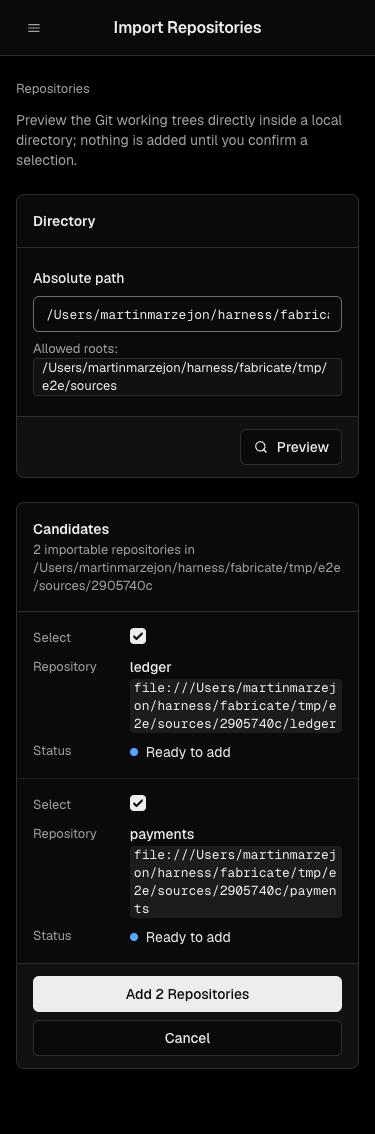 Import Repositories
Repositories
Preview the Git working trees directly inside a local
directory; nothing is added until you confirm a
selection.
Directory
Absolute path
/Users/martinmarzejon/harness/fabrica
Allowed roots:
/Users/martinmarzejon/harness/fabricate/tmp/
e2e/sources
Preview
Candidates
2 importable repositories in
/Users/martinmarzejon/harness/fabricate/tmp/e2e
/sources/2905740c
Select
Repository ledger
file:///Users/martinmarzej
on/harness/fabricate/tmp/e
2e/sources/2905740c/ledger
Status Ready to add
Select
Repository payments
file:///Users/martinmarzej
on/harness/fabricate/tmp/e
2e/sources/2905740c/paymen
ts
Status Ready to add
Add 2 Repositories
Cancel